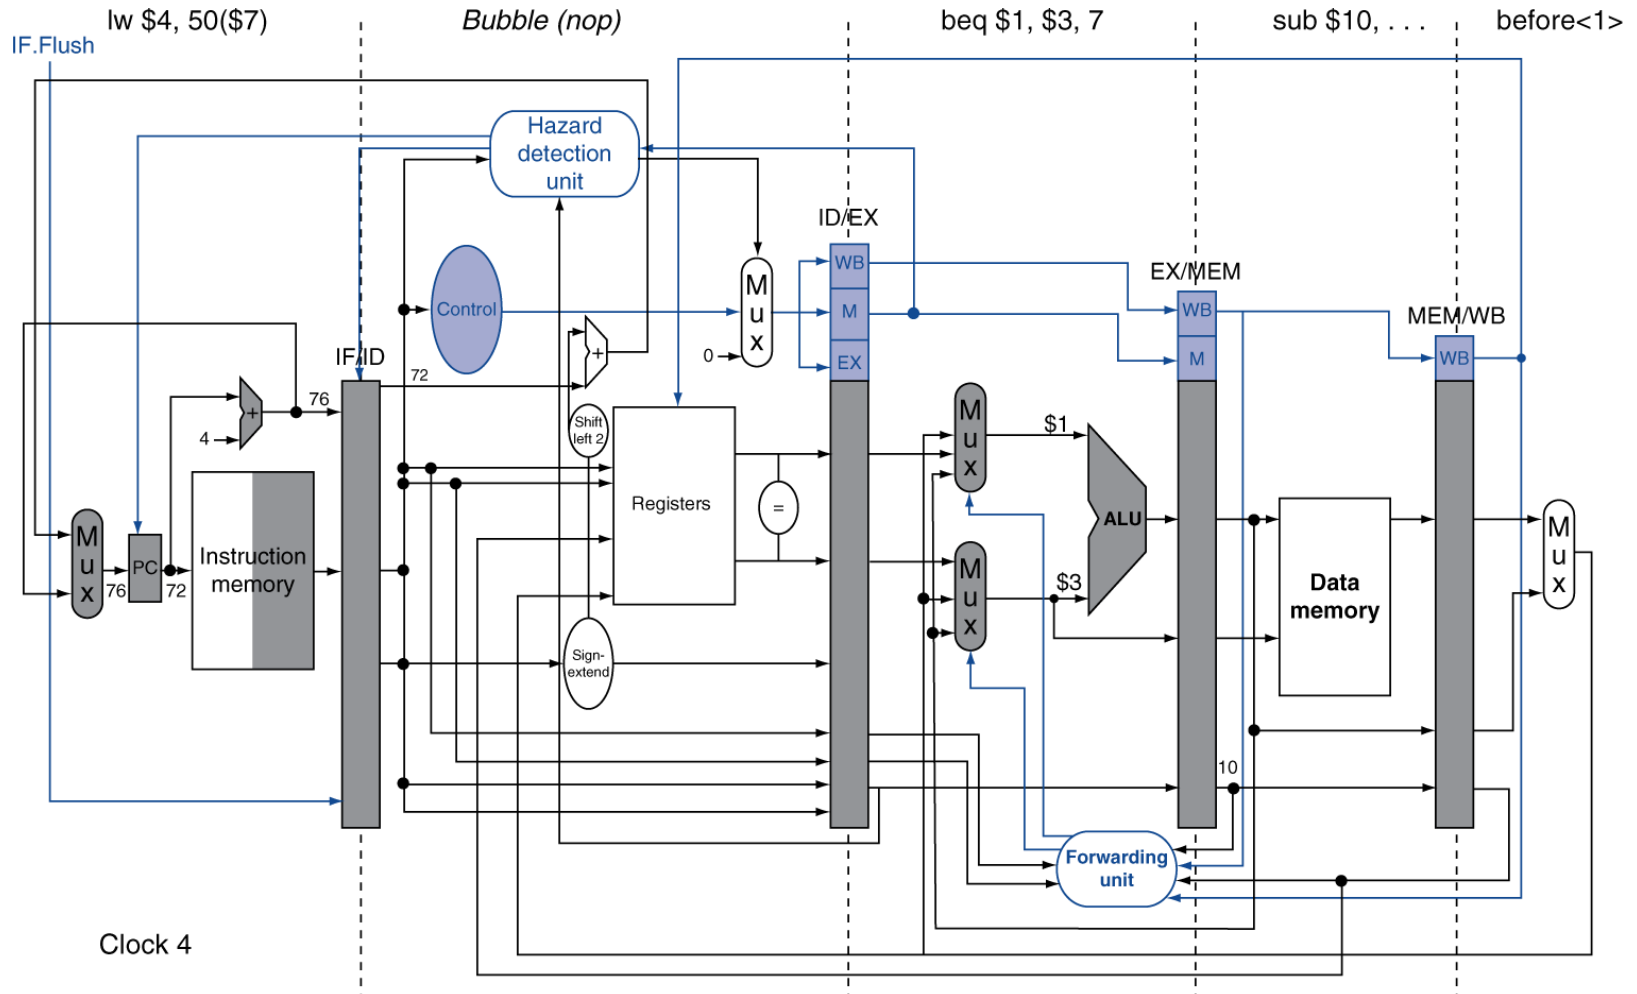 lw $4, 50($7)
Bubble (nop)
beq $1, $3, 7
sub $10, . . .
before<1>
IF.Flush
Hazard
detection
unit
ID/EX
WB
EX/MEM
Control
M
u
x
M
WB
MEM/WB
IF/ID
0
EX
M
WB
72
+
76
+
4
Shift
left 2
M
u
x
$1
Registers
=
M
u
x
PC
76
72
Instruction
memory
ALU
M
u
x
$3
Data
memory
M
u
x
Sign-
extend
10
Forwarding
unit
Clock 4